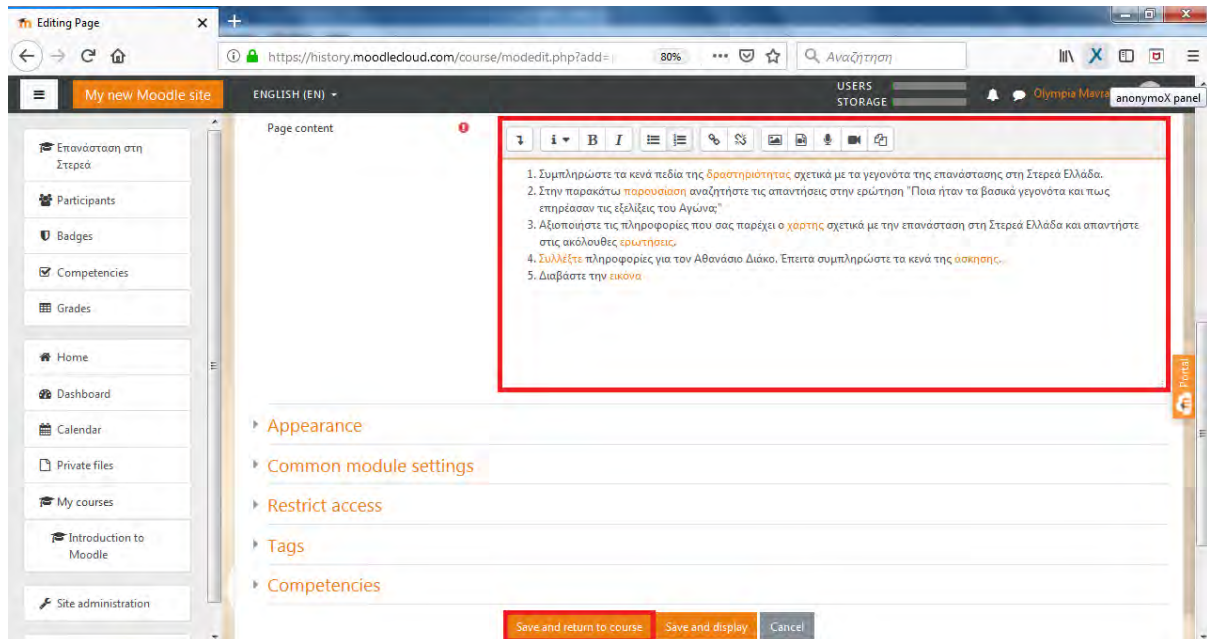 Editing Page
https://history.moodlecloud.com/course/modedit.php?add=
80%
Αναζήτηση
My new Moodle site
ENGLISH (EN)
USERS
STORAGE
Olympia Mavra
anonymoX panel
Επανάσταση στη
Στερεά
Participants
Badges
Competencies
Grades
Home
Dashboard
Calendar
Private files
My courses
Introduction to
Moodle
Site administration
Page content
i B I
1. Συμπληρώστε τα κενά πεδία της δραστηριότητας σχετικά με τα γεγονότα της επανάστασης στη Στερεά Ελλάδα.
2. Στην παρακάτω παρουσίαση αναζητήστε τις απαντήσεις στην ερώτηση "Ποια ήταν τα βασικά γεγονότα και πως
επηρέασαν τις εξελίξεις του Αγώνα;"
3. Αξιοποιήστε τις πληροφορίες που σας παρέχει ο χάρτης σχετικά με την επανάσταση στη Στερεά Ελλάδα και απαντήστε
στις ακόλουθες ερωτήσεις.
4. Συλλέξτε πληροφορίες για τον Αθανάσιο Διάκο. Έπειτα συμπληρώστε τα κενά της άσκησης.
5. Διαβάστε την εικόνα
Portal
Appearance
Common module settings
Restrict access
Tags
Competencies
Save and return to course
Save and display
Cancel